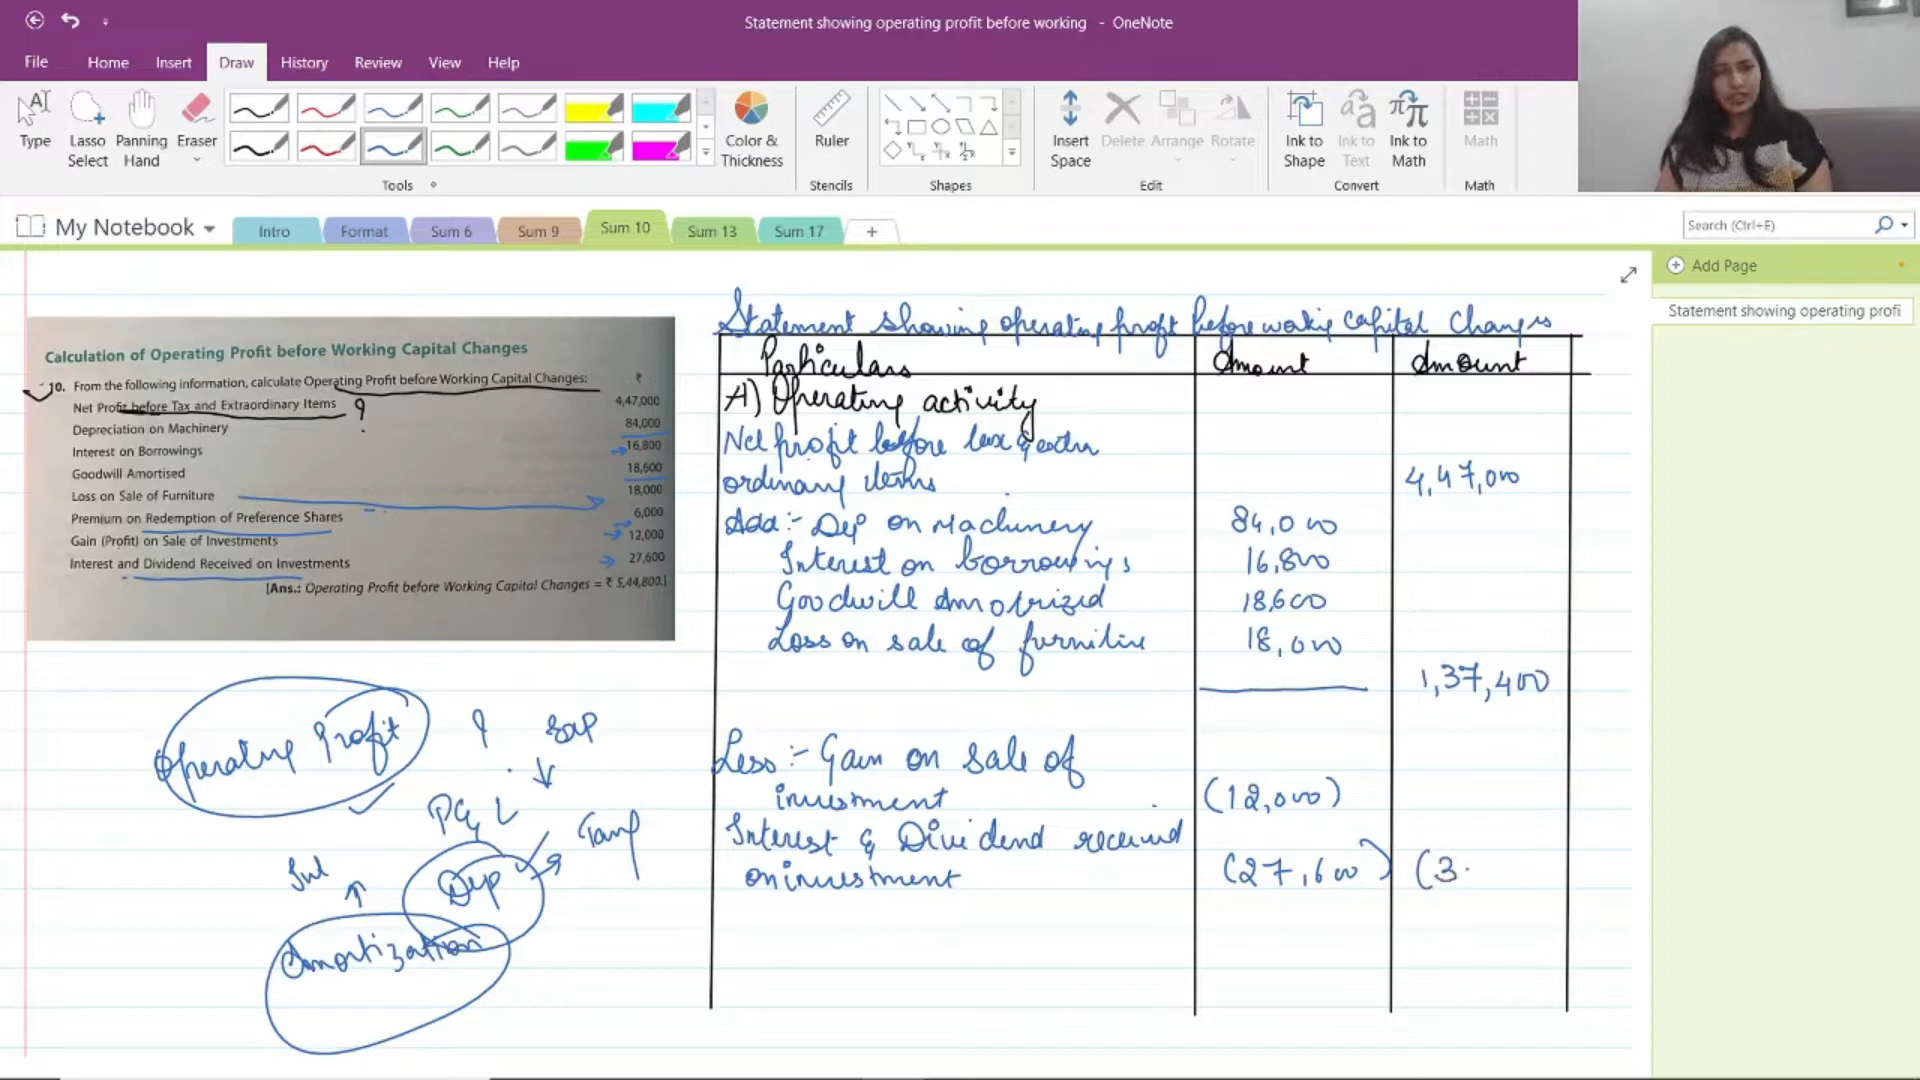 Statement showing operating profit before working - OneNote
File Home Insert Draw History Review View Help
Type
Lasso Select
Panning Hand
Eraser
Color & Thickness
Ruler
Insert Space
Delete Arrange Rotate
Ink to Shape
Ink to Text
Ink to Math
Math
Tools Stencils Shapes Edit Convert Math
My Notebook Intro Format Sum 6 Sum 9 Sum 10 Sum 13 Sum 17 +
Search (Ctrl+E)
Add Page
Statement showing operating profi
Calculation of Operating Profit before Working Capital Changes
10. From the following information, calculate Operating Profit before Working Capital Changes: ₹
Net Profit before Tax and Extraordinary Items 4,47,000
Depreciation on Machinery 84,000
Interest on Borrowings 16,800
Goodwill Amortised 18,600
Loss on Sale of Furniture 18,000
Premium on Redemption of Preference Shares 6,000
Gain (Profit) on Sale of Investments 12,000
Interest and Dividend Received on Investments 27,600
[Ans.: Operating Profit before Working Capital Changes = ₹ 5,44,800.]
Statement showing operating profit before working capital changes
Particulars Amount Amount
A) Operating activity
Net profit before tax & extra
ordinary items 4,47,000
Add:- Dep on Machinery 84,000
Interest on borrowings 16,800
Goodwill Amotrized 18,600
Loss on sale of furniture 18,000
1,37,400
Less:- Gain on sale of
investment (12,000)
Interest & Dividend received
on investment (27,600) (3
Operating Profit
P& L
Dep
Tang
Amortization